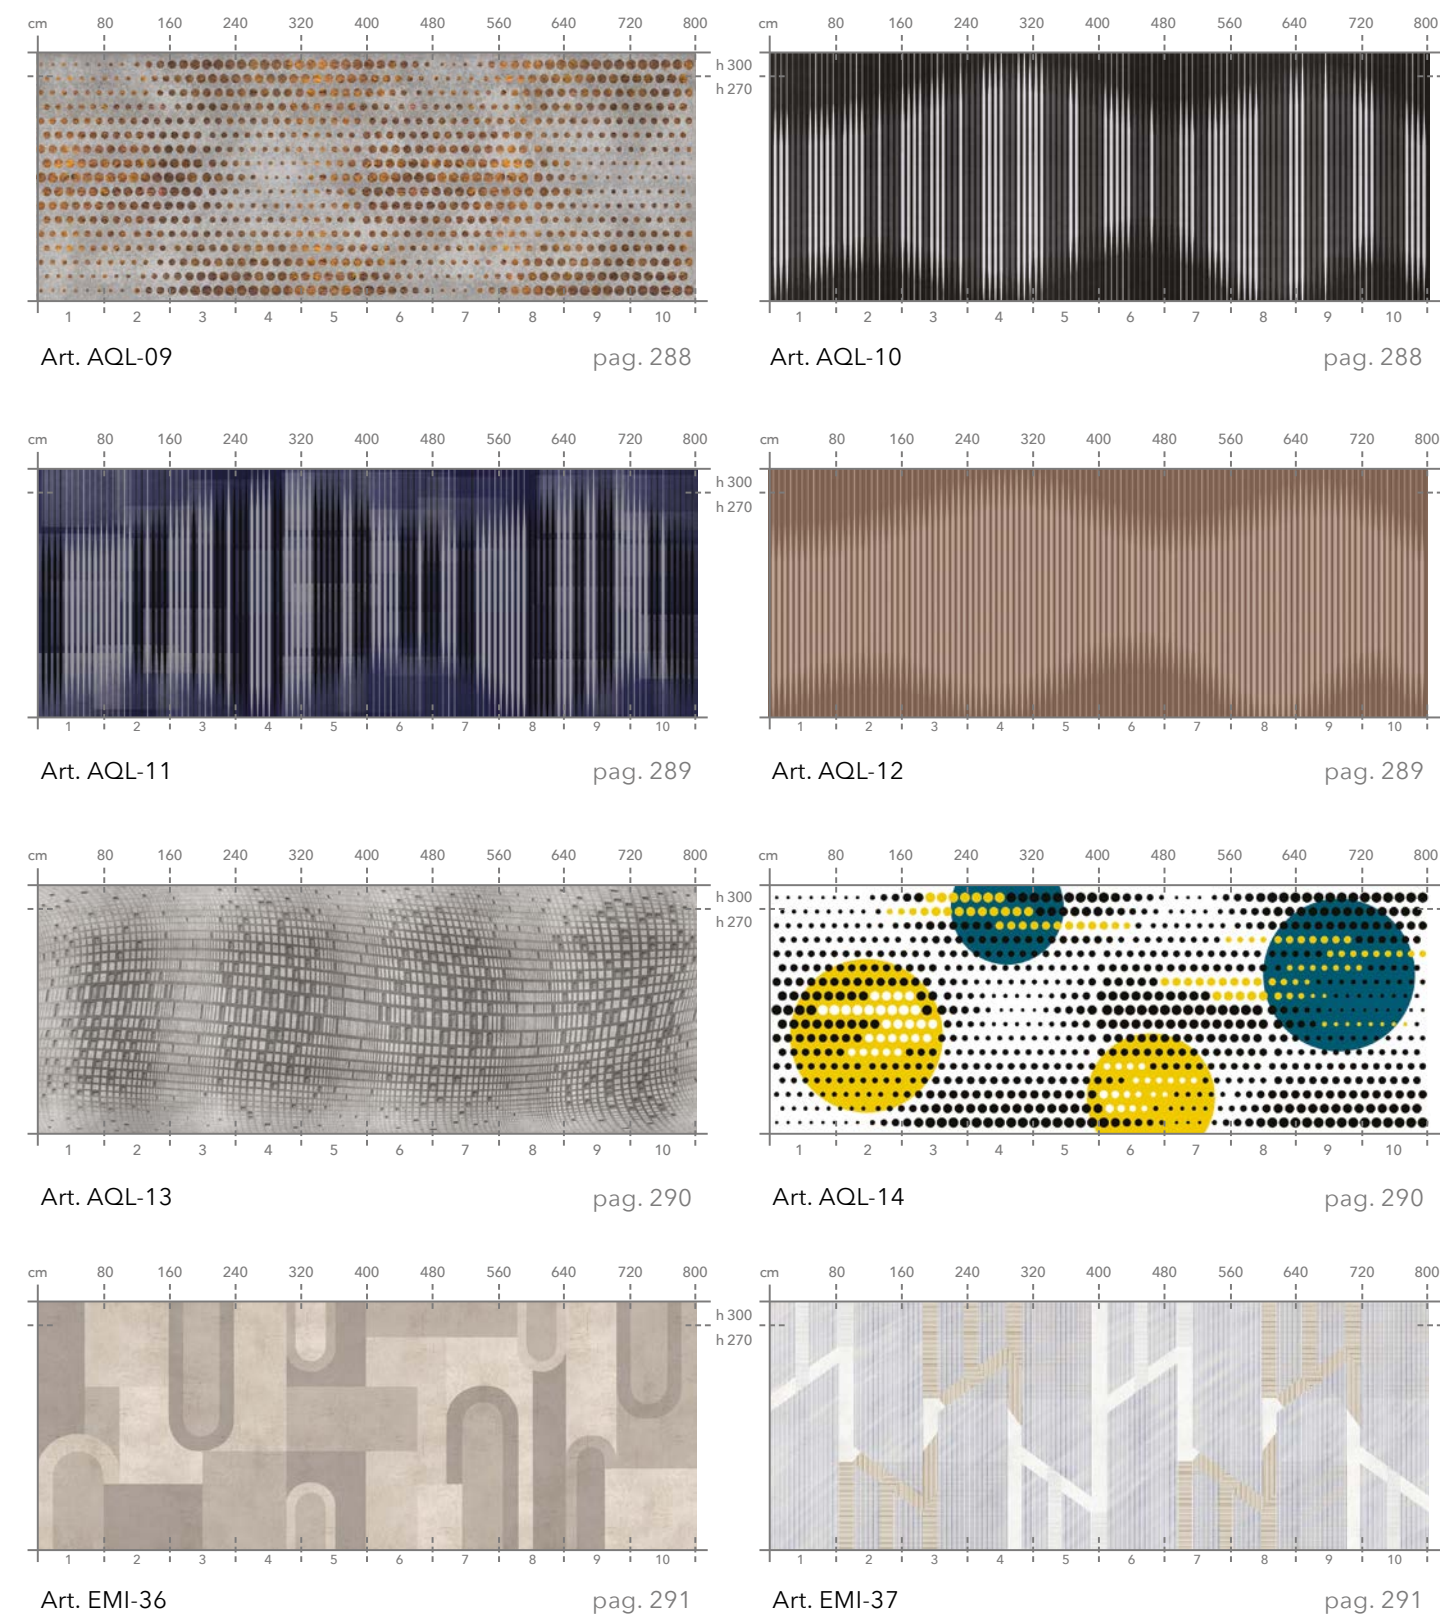 cm 80 160 240 320 400 480 560 640 720 800
cm 80 160 240 320 400 480 560 640 720 800
h 300
h 270
1 2 3 4 5 6 7 8 9 10
1 2 3 4 5 6 7 8 9 10
Art. AQL-09 pag. 288
Art. AQL-10 pag. 288
cm 80 160 240 320 400 480 560 640 720 800
cm 80 160 240 320 400 480 560 640 720 800
h 300
h 270
1 2 3 4 5 6 7 8 9 10
1 2 3 4 5 6 7 8 9 10
Art. AQL-11 pag. 289
Art. AQL-12 pag. 289
cm 80 160 240 320 400 480 560 640 720 800
cm 80 160 240 320 400 480 560 640 720 800
h 300
h 270
1 2 3 4 5 6 7 8 9 10
1 2 3 4 5 6 7 8 9 10
Art. AQL-13 pag. 290
Art. AQL-14 pag. 290
cm 80 160 240 320 400 480 560 640 720 800
cm 80 160 240 320 400 480 560 640 720 800
h 300
h 270
1 2 3 4 5 6 7 8 9 10
1 2 3 4 5 6 7 8 9 10
Art. EMI-36 pag. 291
Art. EMI-37 pag. 291